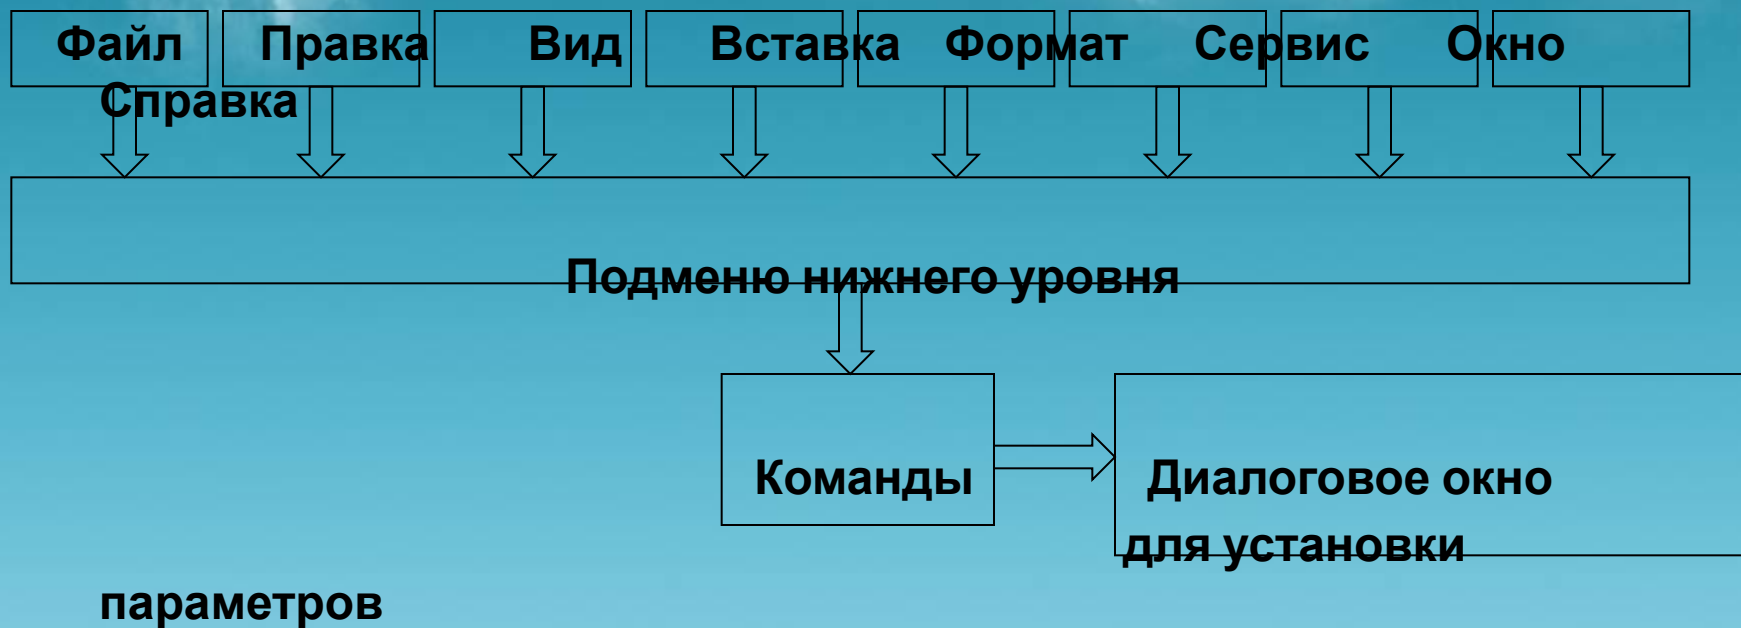 Файл Правка Вид Вставка Формат Сервис Окно
Справка
Подменю нижнего уровня
Команды Диалоговое окно
для установки
параметров